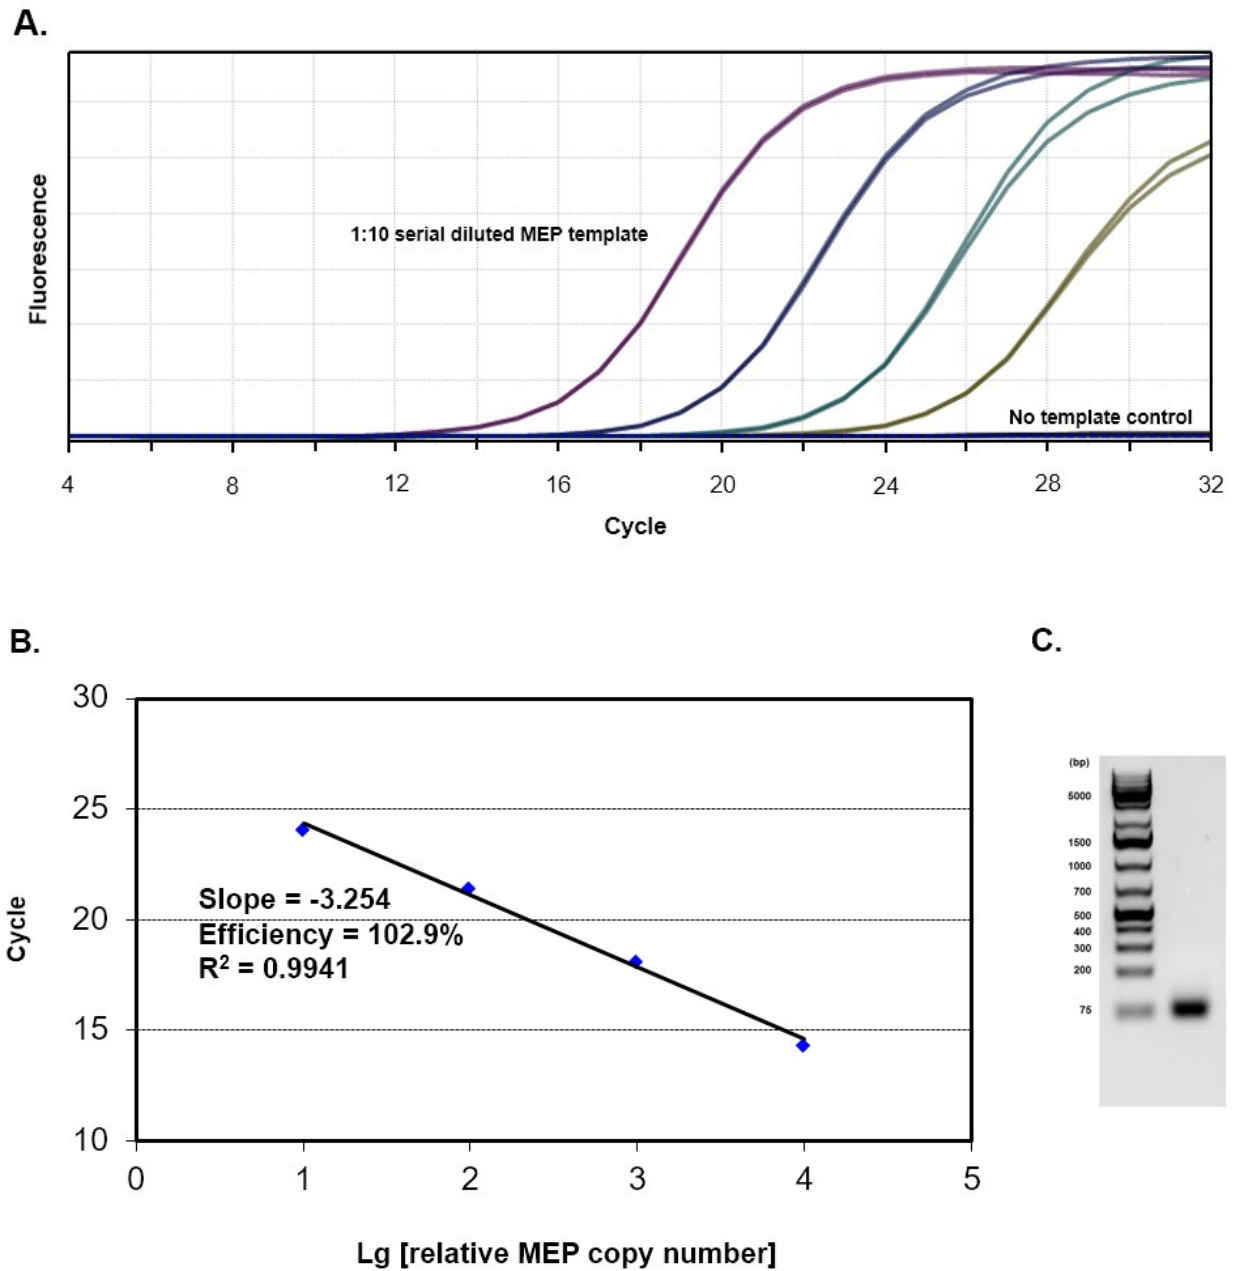 A.
Fluorescence
1:10 serial diluted MEP template
No template control
4 8 12 16 20 24 28 32
Cycle
B.
30
25
20
15
10
Cycle
Slope = -3.254
Efficiency = 102.9%
R² = 0.9941
0 1 2 3 4 5
Lg [relative MEP copy number]
C.
(bp)
5000
1500
1000
700
500
400
300
200
75